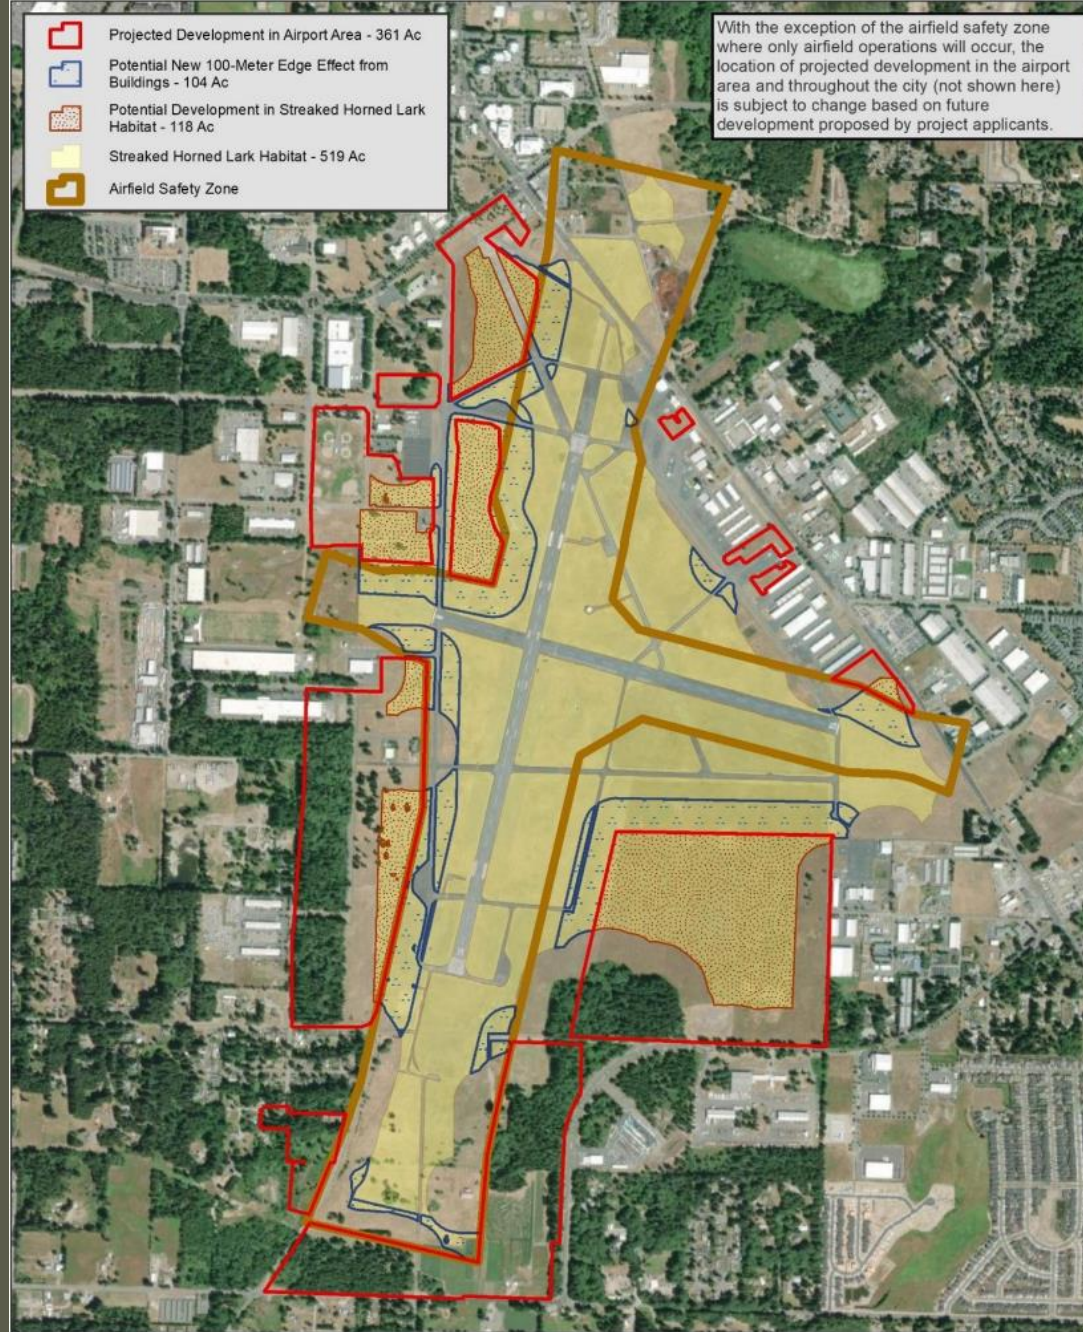 Projected Development in Airport Area - 361 Ac
Potential New 100-Meter Edge Effect from
Buildings - 104 Ac
Potential Development in Streaked Horned Lark
Habitat - 118 Ac
Streaked Horned Lark Habitat - 519 Ac
Airfield Safety Zone
With the exception of the airfield safety zone
where only airfield operations will occur, the
location of projected development in the airport
area and throughout the city (not shown here)
is subject to change based on future
development proposed by project applicants.